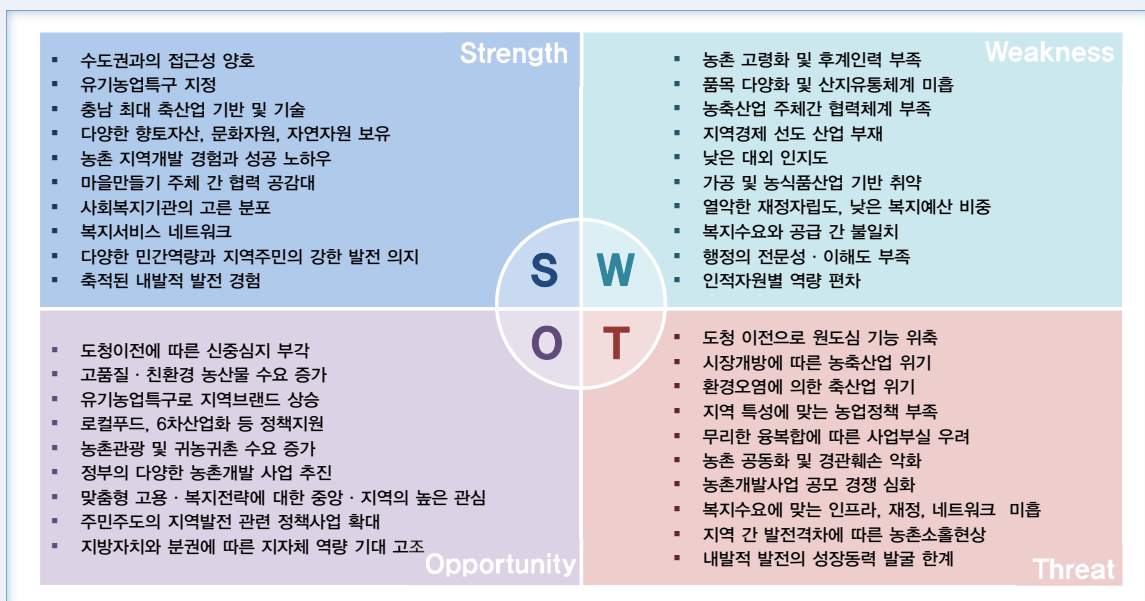 Strength
▪ 수도권과의 접근성 양호
▪ 유기농업특구 지정
▪ 충남 최대 축산업 기반 및 기술
▪ 다양한 향토자산, 문화자원, 자연자원 보유
▪ 농촌 지역개발 경험과 성공 노하우
▪ 마을만들기 주체 간 협력 공감대
▪ 사회복지기관의 고른 분포
▪ 복지서비스 네트워크
▪ 다양한 민간역량과 지역주민의 강한 발전 의지
▪ 축적된 내발적 발전 경험
Weakness
▪ 농촌 고령화 및 후계인력 부족
▪ 품목 다양화 및 산지유통체계 미흡
▪ 농축산업 주체간 협력체계 부족
▪ 지역경제 선도 산업 부재
▪ 낮은 대외 인지도
▪ 가공 및 농식품산업 기반 취약
▪ 열악한 재정자립도, 낮은 복지예산 비중
▪ 복지수요와 공급 간 불일치
▪ 행정의 전문성 · 이해도 부족
▪ 인적자원별 역량 편차
S
W
O
T
▪ 도청이전에 따른 신중심지 부각
▪ 고품질 · 친환경 농산물 수요 증가
▪ 유기농업특구로 지역브랜드 상승
▪ 로컬푸드, 6차산업화 등 정책지원
▪ 농촌관광 및 귀농귀촌 수요 증가
▪ 정부의 다양한 농촌개발 사업 추진
▪ 맞춤형 고용 · 복지전략에 대한 중앙 · 지역의 높은 관심
▪ 주민주도의 지역발전 관련 정책사업 확대
▪ 지방자치와 분권에 따른 지자체 역량 기대 고조
Opportunity
▪ 도청 이전으로 원도심 기능 위축
▪ 시장개방에 따른 농축산업 위기
▪ 환경오염에 의한 축산업 위기
▪ 지역 특성에 맞는 농업정책 부족
▪ 무리한 융복합에 따른 사업부실 우려
▪ 농촌 공동화 및 경관훼손 악화
▪ 농촌개발사업 공모 경쟁 심화
▪ 복지수요에 맞는 인프라, 재정, 네트워크 미흡
▪ 지역 간 발전격차에 따른 농촌소홀현상
▪ 내발적 발전의 성장동력 발굴 한계
Threat